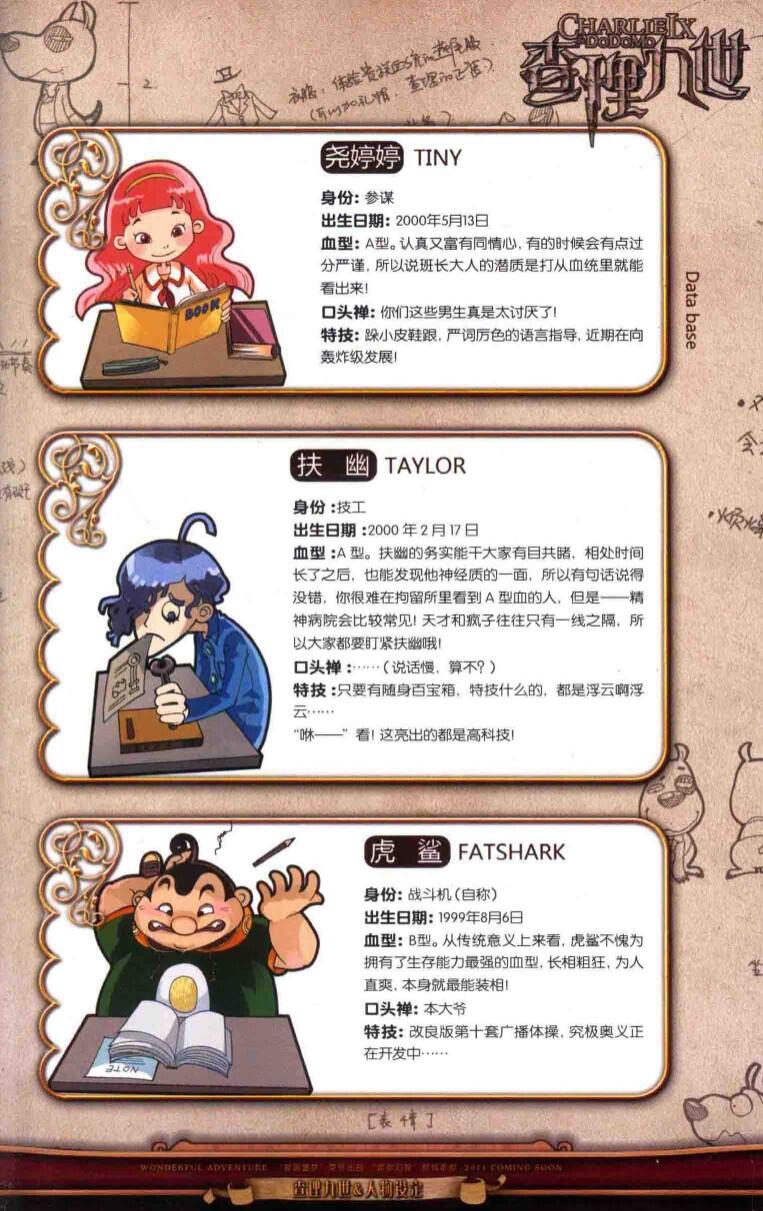 CHARLIE IX
&DODOMO
查理九世
2.
尧婷婷 TINY
身份：参谋
出生日期：2000年5月13日
血型：A型。认真又富有同情心，有的时候会有点过
分严谨，所以说班长大人的潜质是打从血统里就能
看出来！
口头禅：你们这些男生真是太讨厌了！
特技：跺小皮鞋跟，严词厉色的语言指导，近期在向
轰炸级发展！
BOOK
Data base
扶 幽 TAYLOR
身份：技工
出生日期：2000年2月17日
血型：A型。扶幽的务实能干大家有目共睹，相处时间
长了之后，也能发现他神经质的一面，所以有句话说得
没错，你很难在拘留所里看到A型血的人，但是——精
神病院会比较常见！天才和疯子往往只有一线之隔，所
以大家都要盯紧扶幽哦！
口头禅：……（说话慢，算不？）
特技：只要有随身百宝箱，特技什么的，都是浮云啊浮
云……
“咻——”看！这亮出的都是高科技！
虎 鲨 FATSHARK
身份：战斗机（自称）
出生日期：1999年8月6日
血型：B型。从传统意义上来看，虎鲨不愧为
拥有了生存能力最强的血型，长相粗狂，为人
直爽，本身就最能装相！
口头禅：本大爷
特技：改良版第十套广播体操，究极奥义正
在开发中……
NOTE
[表情]
WONDERFUL ADVENTURE
2011 COMING SOON
查理九世&人物设定